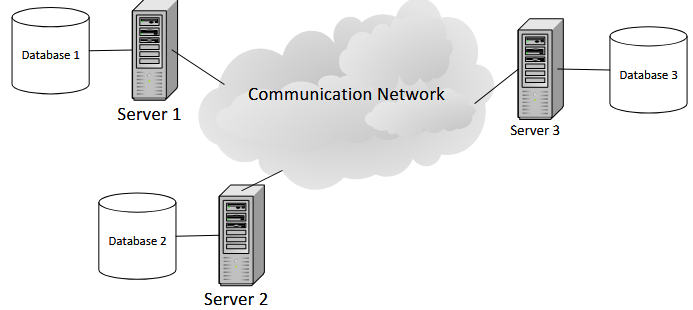 Database 1
Server 1
Communication Network
Database 3
Server 3
Database 2
Server 2